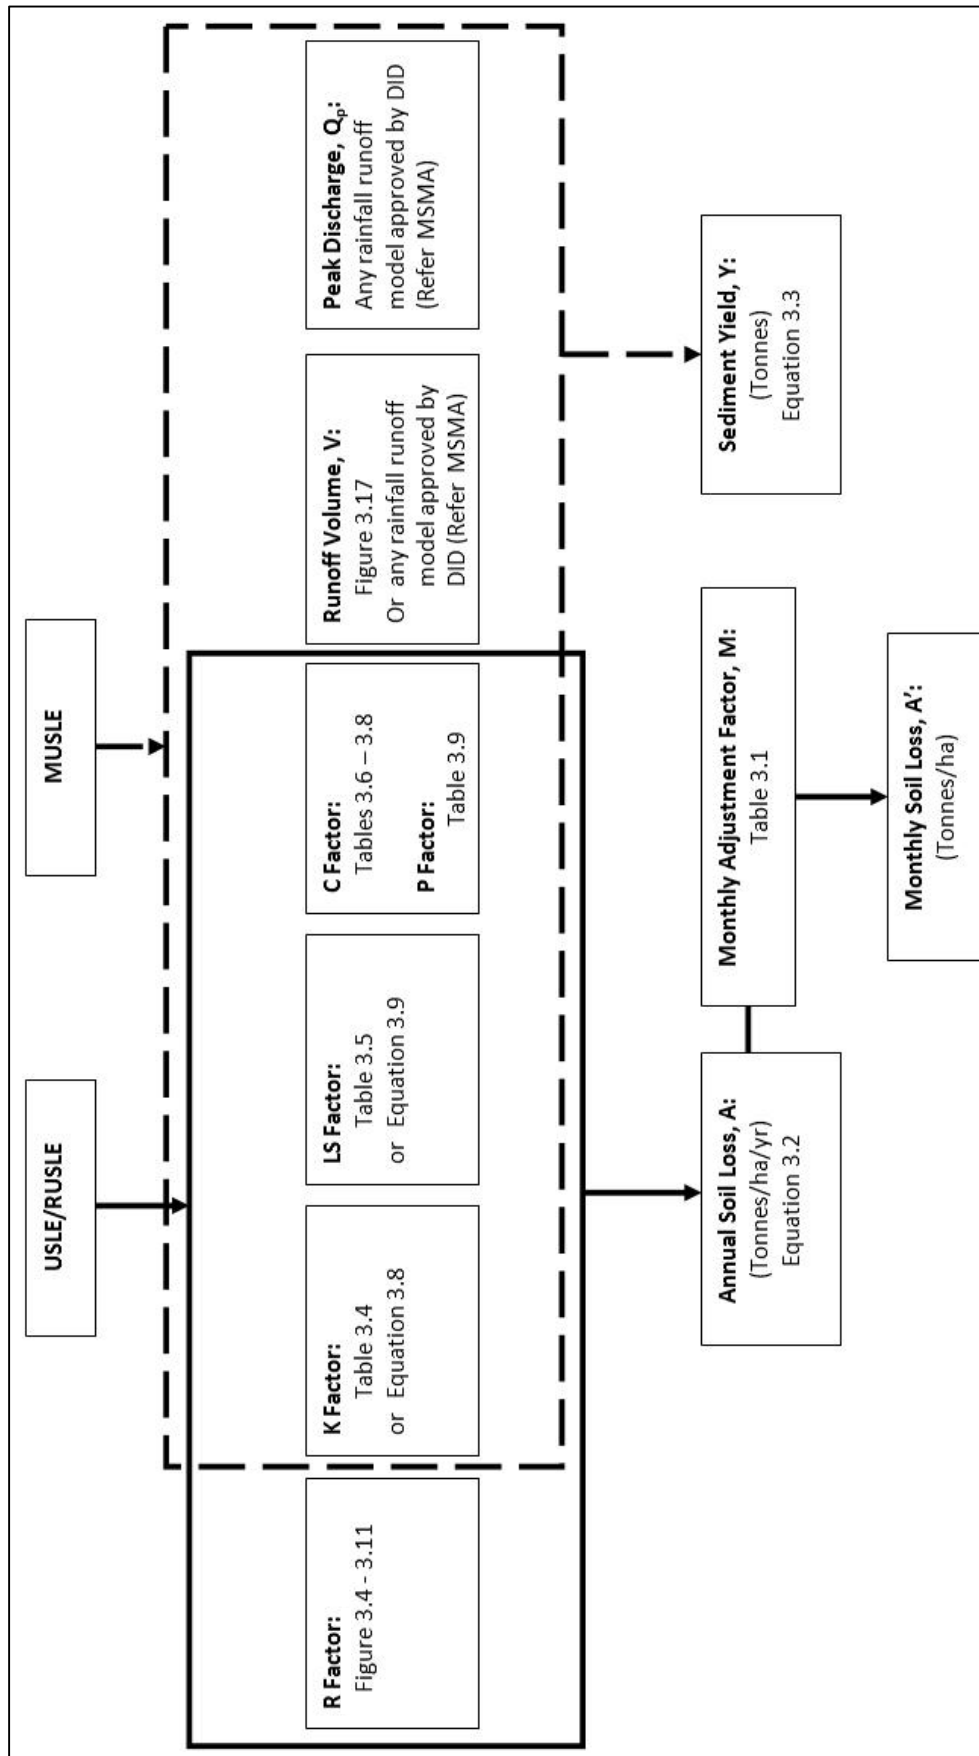 USLE/RUSLE
MUSLE
R Factor:
Figure 3.4 - 3.11
K Factor:
Table 3.4
or Equation 3.8
LS Factor:
Table 3.5
or Equation 3.9
C Factor:
Tables 3.6 – 3.8
P Factor:
Table 3.9
Runoff Volume, V:
Figure 3.17
Or any rainfall runoff
model approved by
DID (Refer MSMA)
Peak Discharge, Qₚ:
Any rainfall runoff
model approved by DID
(Refer MSMA)
Annual Soil Loss, A:
(Tonnes/ha/yr)
Equation 3.2
Monthly Adjustment Factor, M:
Table 3.1
Sediment Yield, Y:
(Tonnes)
Equation 3.3
Monthly Soil Loss, A':
(Tonnes/ha)